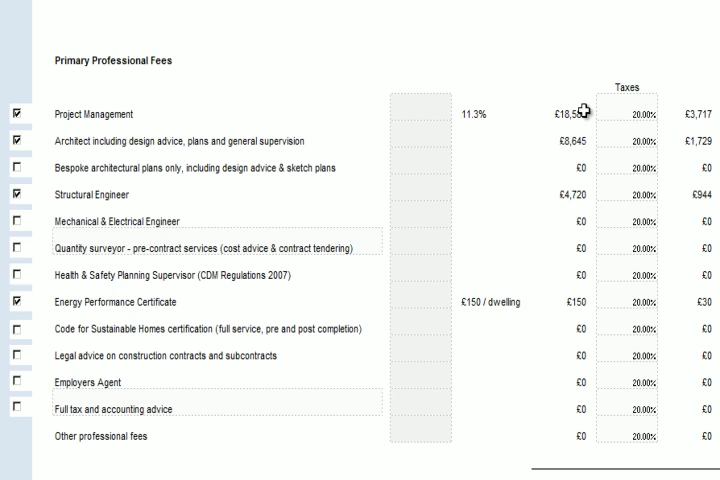 Primary Professional Fees
Taxes
Project Management 11.3% 20.00% £3,717
Architect including design advice, plans and general supervision £8,645 20.00% £1,729
Bespoke architectural plans only, including design advice & sketch plans £0 20.00% £0
Structural Engineer £4,720 20.00% £944
Mechanical & Electrical Engineer £0 20.00% £0
Quantity surveyor - pre-contract services (cost advice & contract tendering) £0 20.00% £0
Health & Safety Planning Supervisor (CDM Regulations 2007) £0 20.00% £0
Energy Performance Certificate £150 / dwelling £150 20.00% £30
Code for Sustainable Homes certification (full service, pre and post completion) £0 20.00% £0
Legal advice on construction contracts and subcontracts £0 20.00% £0
Employers Agent £0 20.00% £0
Full tax and accounting advice £0 20.00% £0
Other professional fees £0 20.00% £0